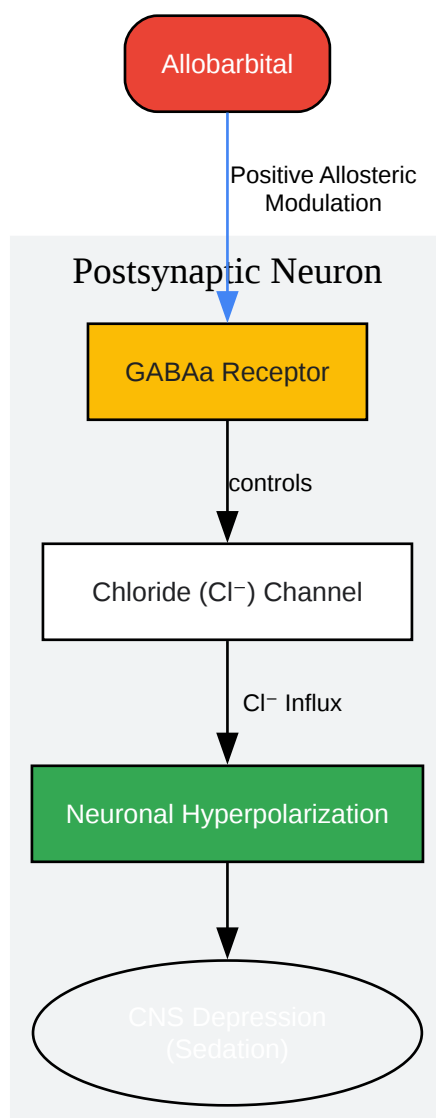 Allobarbital
Positive Allosteric
Modulation
Postsynaptic Neuron
GABAa Receptor
controls
Chloride (Cl⁻) Channel
Cl⁻ Influx
Neuronal Hyperpolarization
CNS Depression
(Sedation)